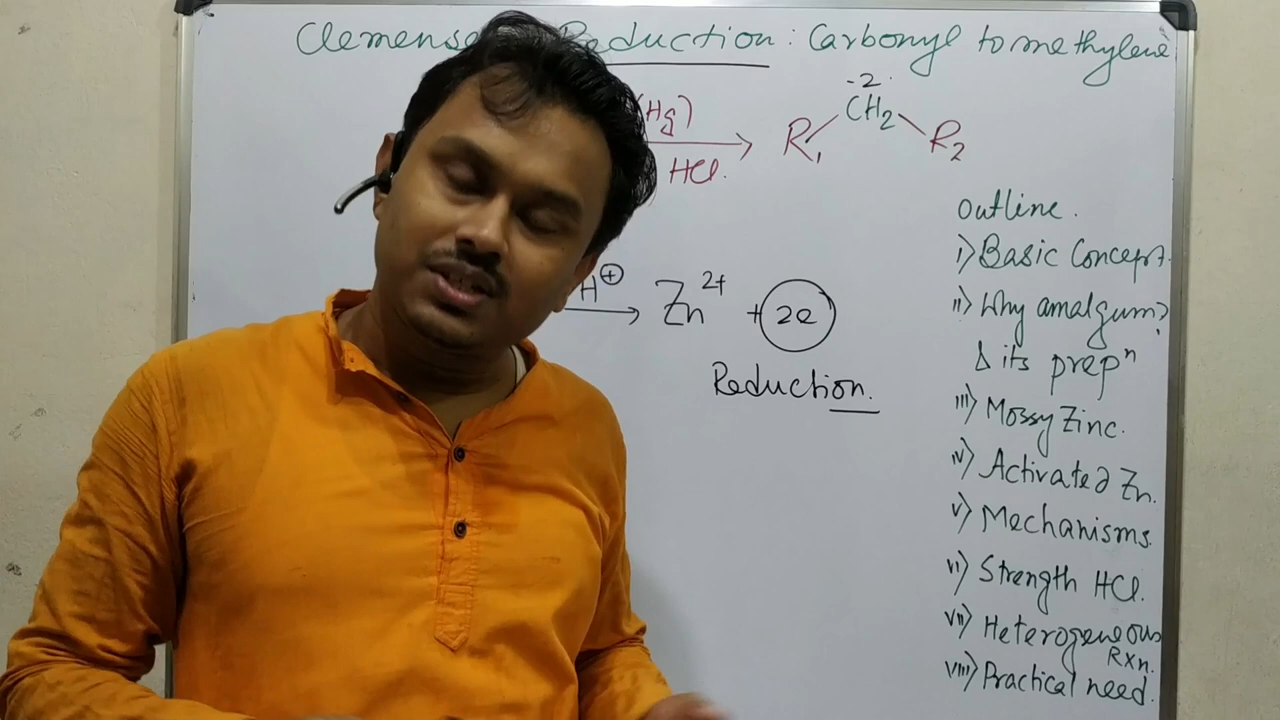 Clemense Reduction: Carbonyl to methylene
-2
(Hg)
CH2
R1
R2
HCl.
outline.
i) Basic Concept.
ii) Why amalgum?
& its prepn
iii) Mossy Zinc.
iv) Activated Zn.
v) Mechanisms
vi) Strength HCl.
vii) Heterogeneous
Rxn.
viii) Practical need.
H⊕ → Zn2+ + 2e
Reduction.